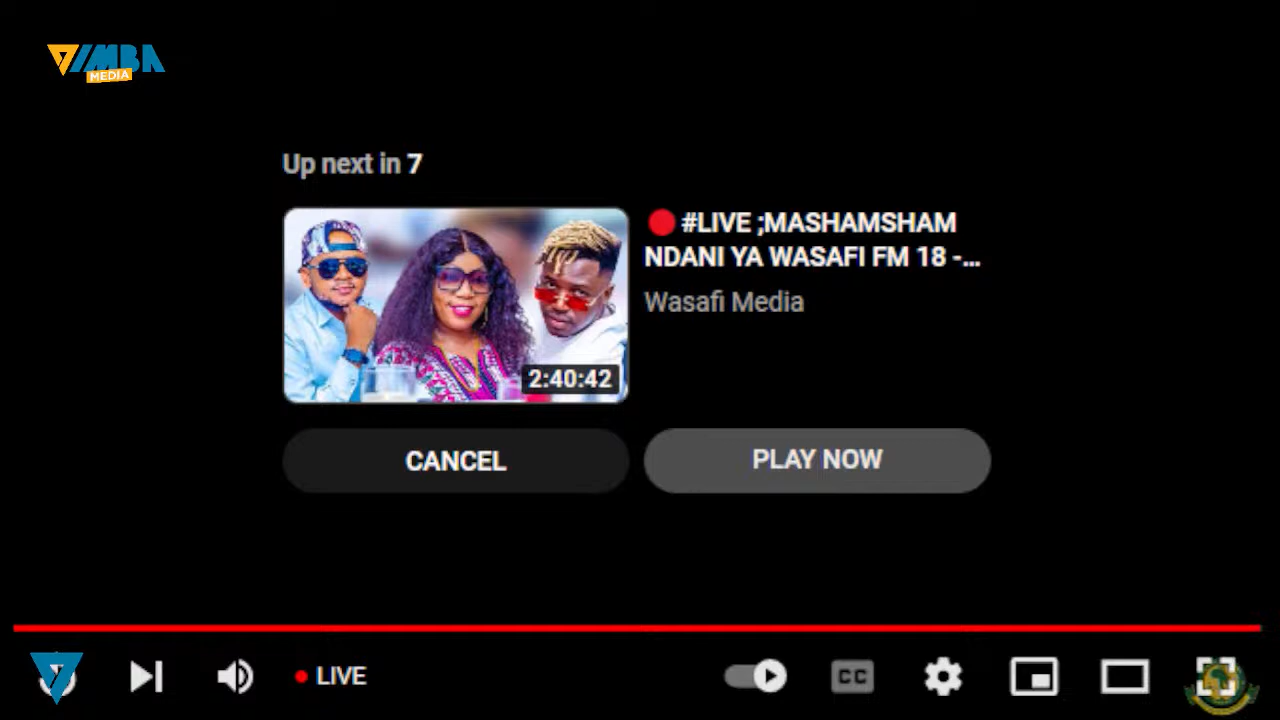 VIMBA
MEDIA
Up next in 7
🔴 #LIVE ;MASHAMSHAM
NDANI YA WASAFI FM 18 -...
Wasafi Media
2:40:42
CANCEL
PLAY NOW
LIVE
CC